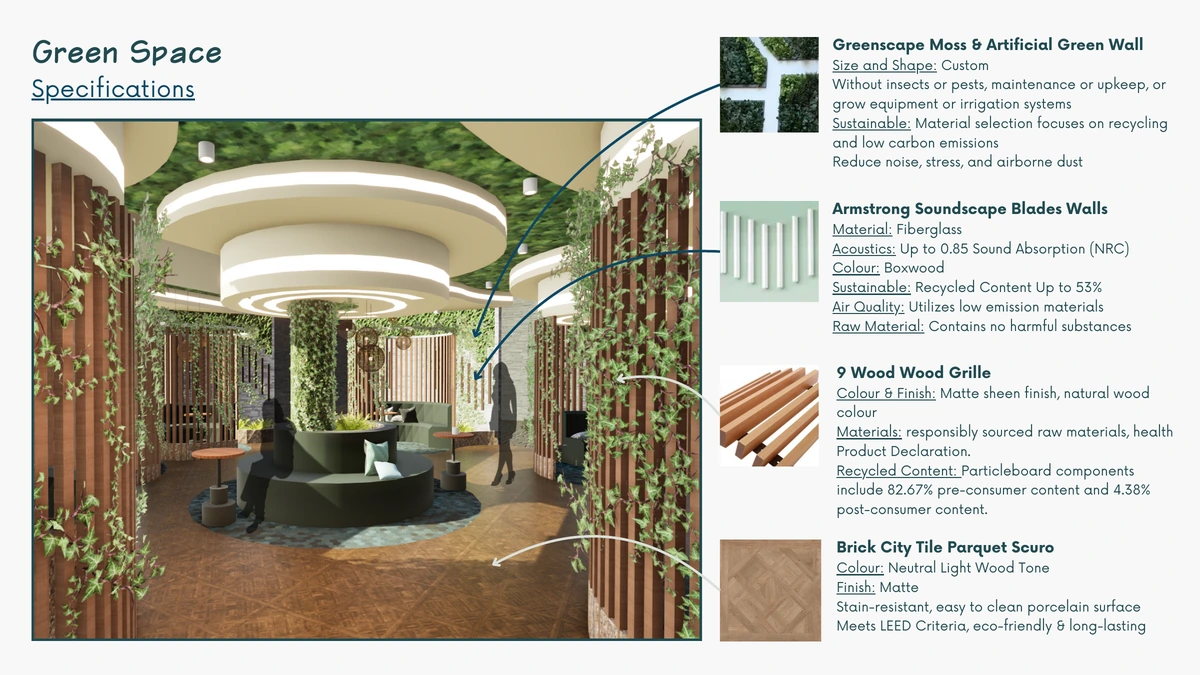 Green Space
Specifications
Greenscape Moss & Artificial Green Wall
Size and Shape: Custom
Without insects or pests, maintenance or upkeep, or
grow equipment or irrigation systems
Sustainable: Material selection focuses on recycling
and low carbon emissions
Reduce noise, stress, and airborne dust
Armstrong Soundscape Blades Walls
Material: Fiberglass
Acoustics: Up to 0.85 Sound Absorption (NRC)
Colour: Boxwood
Sustainable: Recycled Content Up to 53%
Air Quality: Utilizes low emission materials
Raw Material: Contains no harmful substances
9 Wood Wood Grille
Colour & Finish: Matte sheen finish, natural wood
colour
Materials: responsibly sourced raw materials, health
Product Declaration.
Recycled Content: Particleboard components
include 82.67% pre-consumer content and 4.38%
post-consumer content.
Brick City Tile Parquet Scuro
Colour: Neutral Light Wood Tone
Finish: Matte
Stain-resistant, easy to clean porcelain surface
Meets LEED Criteria, eco-friendly & long-lasting